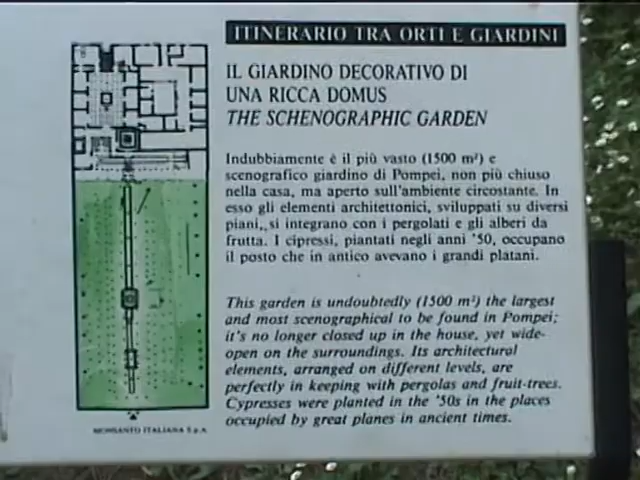 ITINERARIO TRA ORTI E GIARDINI
IL GIARDINO DECORATIVO DI
UNA RICCA DOMUS
THE SCHENOGRAPHIC GARDEN
Indubbiamente è il più vasto (1500 m²) e
scenografico giardino di Pompei, non più chiuso
nella casa, ma aperto sull'ambiente circostante. In
esso gli elementi architettonici, sviluppati su diversi
piani, si integrano con i pergolati e gli alberi da
frutta. I cipressi, piantati negli anni '50, occupano
il posto che in antico avevano i grandi platani.
This garden is undoubtedly (1500 m²) the largest
and most scenographical to be found in Pompei;
it's no longer closed up in the house, yet wide-
open on the surroundings. Its architectural
elements, arranged on different levels, are
perfectly in keeping with pergolas and fruit-trees.
Cypresses were planted in the '50s in the places
occupied by great planes in ancient times.
MONSANTO ITALIANA S.p.A.